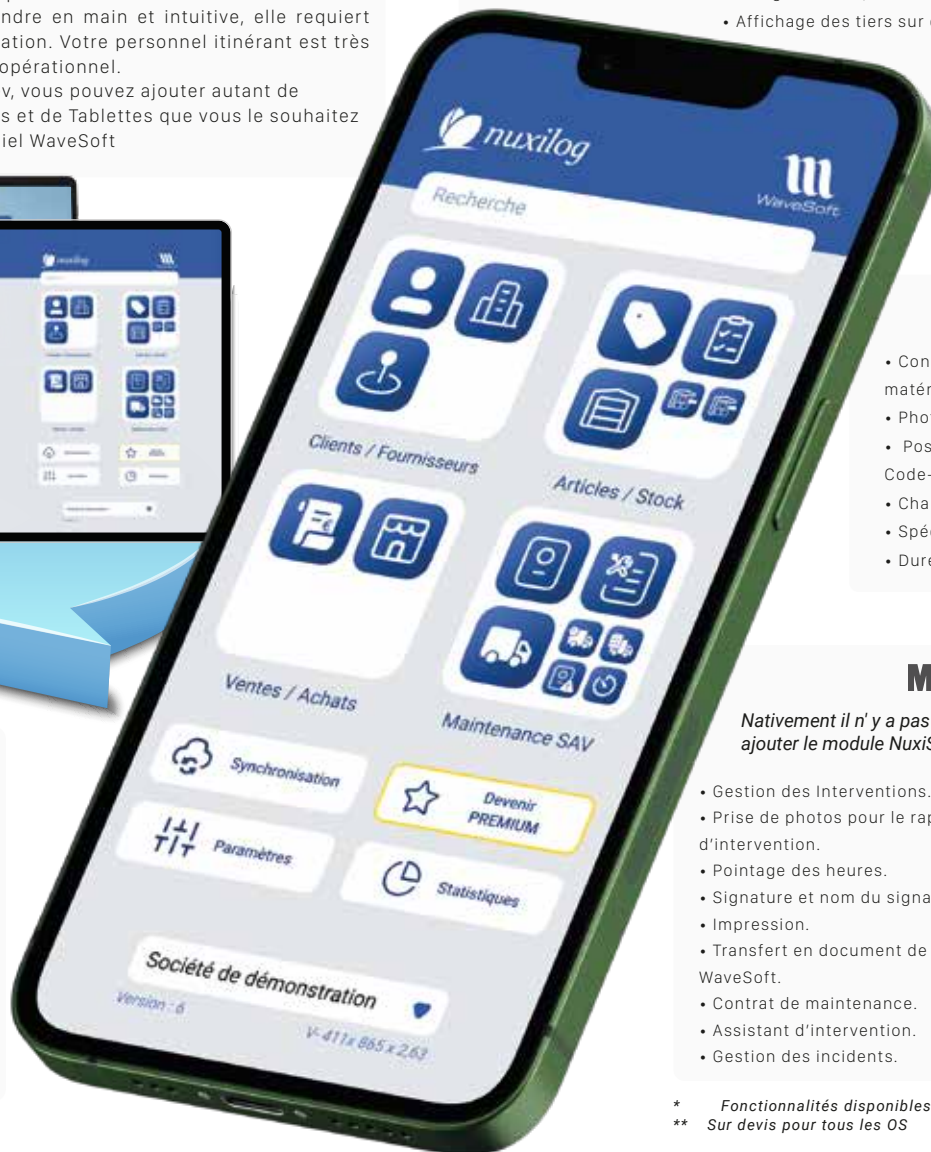 ndre en main et intuitive, elle requiert
ation. Votre personnel itinérant est très
opérationnel.
v, vous pouvez ajouter autant de
s et de Tablettes que vous le souhaitez
iel WaveSoft
• Affichage des tiers sur
nuxilog
WaveSoft
Recherche
Clients / Fournisseurs
Articles / Stock
Ventes / Achats
Maintenance SAV
Synchronisation
Devenir
PREMIUM
Paramètres
Statistiques
Société de démonstration
Version : 6
V- 411x 865 x 2,63
nuxilog
• Con
matér
• Phot
• Pos
Code-
• Cha
• Spéc
• Duré
M
Nativement il n' y a pas
ajouter le module NuxiS
• Gestion des Interventions.
• Prise de photos pour le rap
d'intervention.
• Pointage des heures.
• Signature et nom du signa
• Impression.
• Transfert en document de
WaveSoft.
• Contrat de maintenance.
• Assistant d'intervention.
• Gestion des incidents.
* Fonctionnalités disponibles
** Sur devis pour tous les OS